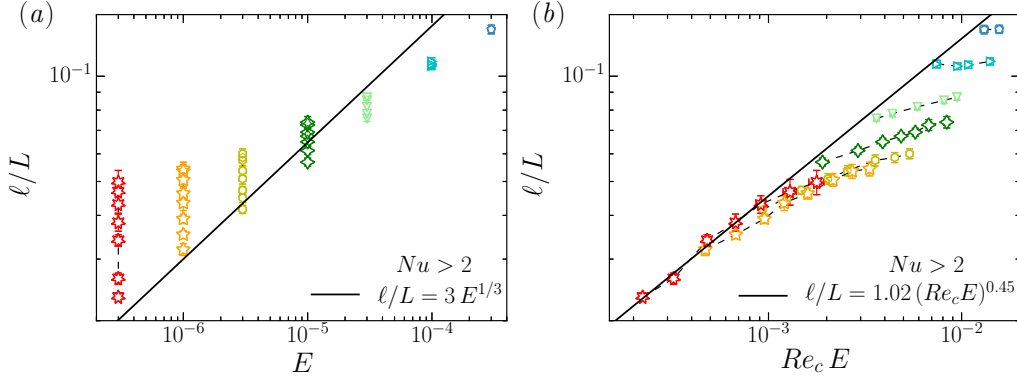 (a)
(b)
10⁻¹
10⁻¹
ℓ/L
ℓ/L
Nu > 2
ℓ/L = 3 E^{1/3}
Nu > 2
ℓ/L = 1.02 (Re_c E)^{0.45}
10⁻⁶ 10⁻⁵ 10⁻⁴
10⁻³ 10⁻²
E
Re_c E